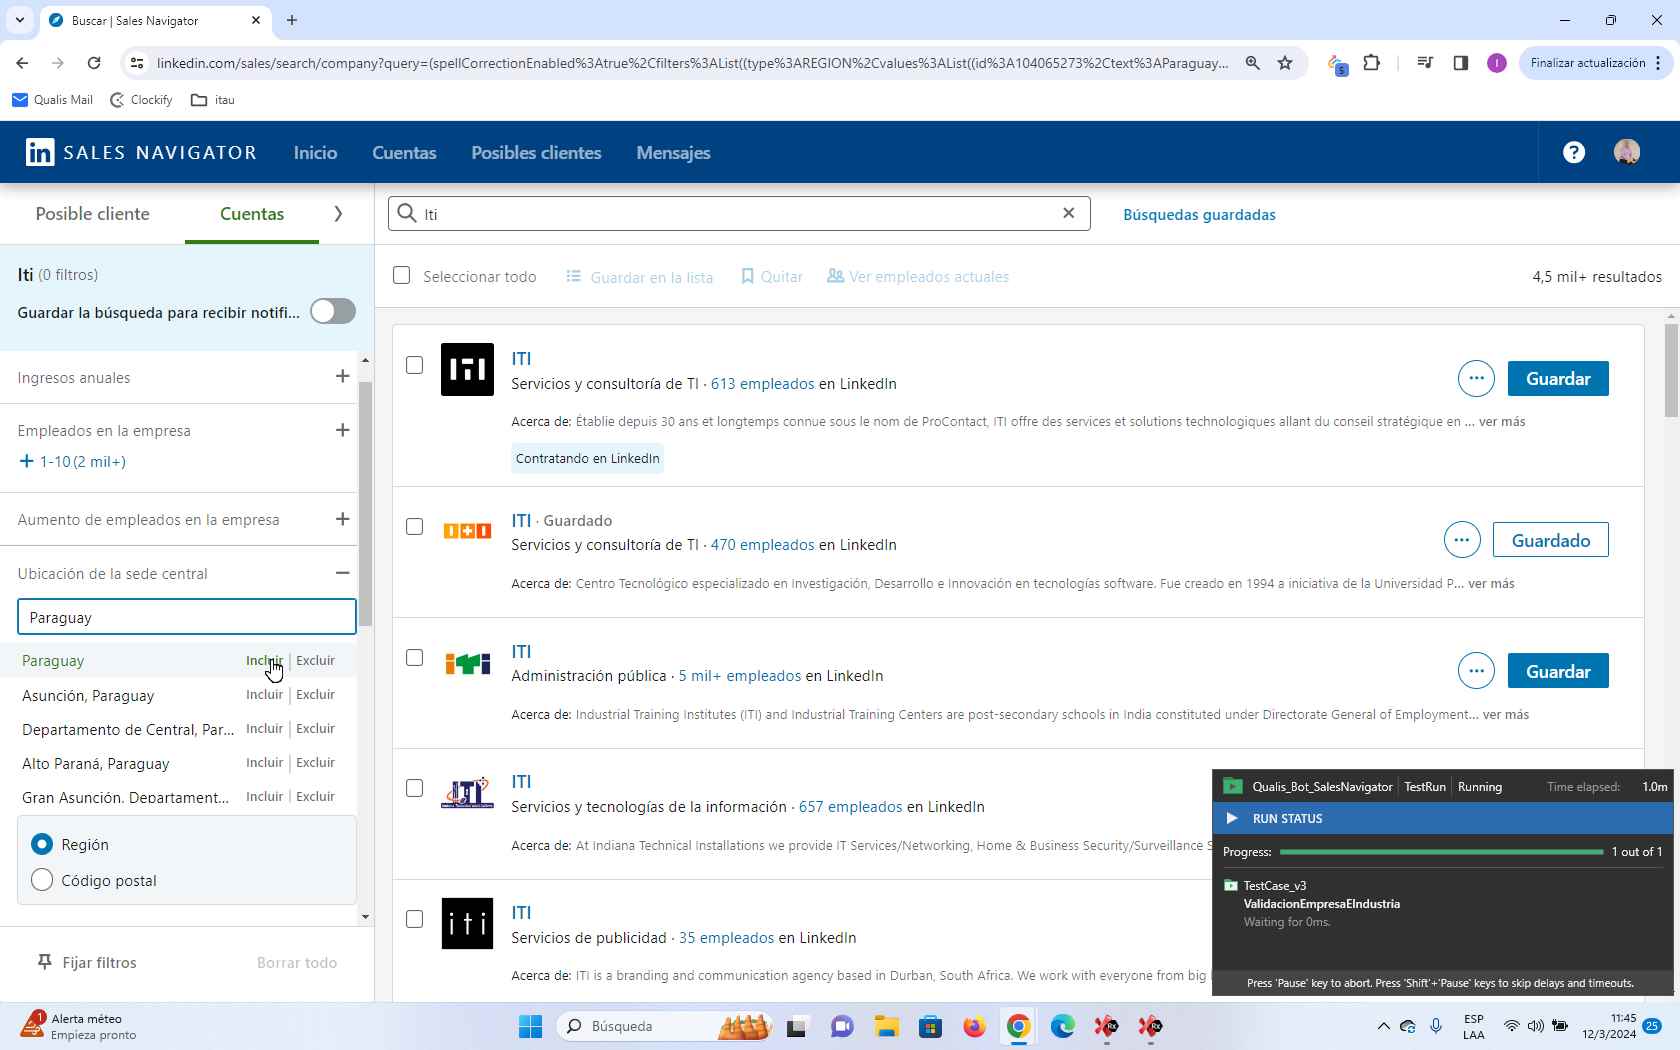 Buscar | Sales Navigator
linkedin.com/sales/search/company?query=(spellCorrectionEnabled%3Atrue%2Cfilters%3AList((type%3AREGION%2Cvalues%3AList((id%3A104065273%2Ctext%3AParaguay...
Finalizar actualización
Qualis Mail
Clockify
itau
in SALES NAVIGATOR
Inicio
Cuentas
Posibles clientes
Mensajes
Posible cliente
Cuentas
Iti
Búsquedas guardadas
Iti (0 filtros)
Guardar la búsqueda para recibir notifi...
Seleccionar todo
Guardar en la lista
Quitar
Ver empleados actuales
4,5 mil+ resultados
Ingresos anuales
Empleados en la empresa
+ 1-10 (2 mil+)
Aumento de empleados en la empresa
Ubicación de la sede central
Paraguay
Paraguay Incluir | Excluir
Asunción, Paraguay Incluir | Excluir
Departamento de Central, Par... Incluir | Excluir
Alto Paraná, Paraguay Incluir | Excluir
Gran Asunción, Departament... Incluir | Excluir
Región
Código postal
Fijar filtros
Borrar todo
ITI
ITI
Servicios y consultoría de TI · 613 empleados en LinkedIn
Acerca de: Établie depuis 30 ans et longtemps connue sous le nom de ProContact, ITI offre des services et solutions technologiques allant du conseil stratégique en ... ver más
Contratando en LinkedIn
Guardar
ITI · Guardado
Servicios y consultoría de TI · 470 empleados en LinkedIn
Acerca de: Centro Tecnológico especializado en Investigación, Desarrollo e Innovación en tecnologías software. Fue creado en 1994 a iniciativa de la Universidad P... ver más
Guardado
iti
ITI
Administración pública · 5 mil+ empleados en LinkedIn
Acerca de: Industrial Training Institutes (ITI) and Industrial Training Centers are post-secondary schools in India constituted under Directorate General of Employment... ver más
Guardar
ITI
ITI
Servicios y tecnologías de la información · 657 empleados en LinkedIn
Acerca de: At Indiana Technical Installations we provide IT Services/Networking, Home & Business Security/Surveillance S
iti
ITI
Servicios de publicidad · 35 empleados en LinkedIn
Acerca de: ITI is a branding and communication agency based in Durban, South Africa. We work with everyone from big
Qualis_Bot_SalesNavigator
TestRun
Running
Time elapsed: 1.0m
RUN STATUS
Progress: 1 out of 1
TestCase_v3
ValidacionEmpresaEIndustria
Waiting for 0ms.
Press 'Pause' key to abort. Press 'Shift'+'Pause' keys to skip delays and timeouts.
1
Alerta méteo
Empieza pronto
Búsqueda
ESP
LAA
11:45
12/3/2024
25